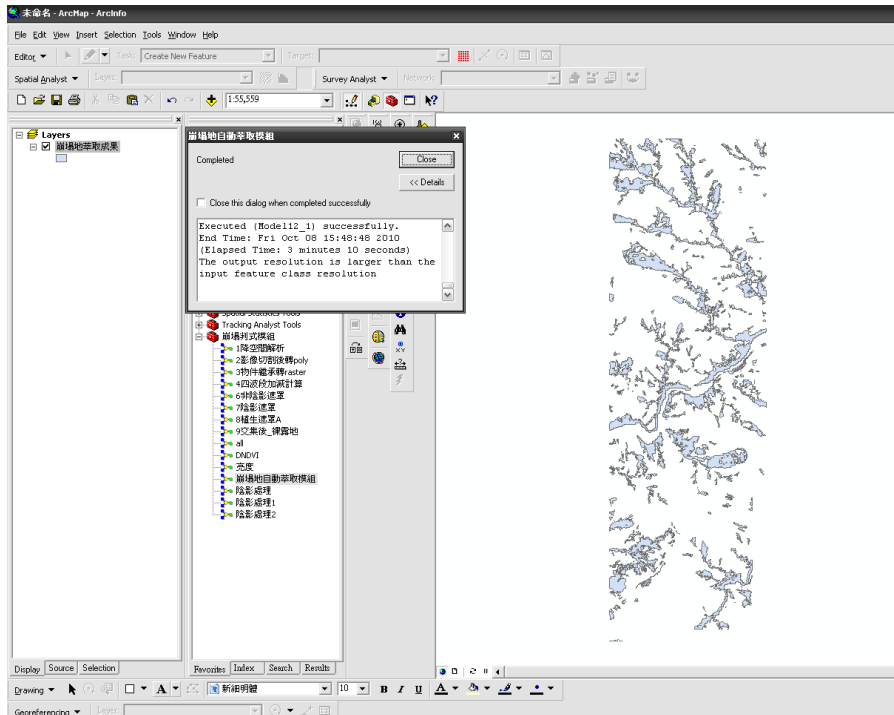 未命名 - ArcMap - ArcInfo
File Edit View Insert Selection Tools Window Help
Editor Task: Create New Feature Target:
Spatial Analyst Layer: Survey Analyst Network:
1:55,559
Layers
崩塌地萃取成果
崩塌地自動萃取模組
Completed
Close
<< Details
Close this dialog when completed successfully
Executed (Model12_1) successfully.
End Time: Fri Oct 08 15:48:48 2010
(Elapsed Time: 3 minutes 10 seconds)
The output resolution is larger than the
input feature class resolution
Spatial Statistics Tools
Tracking Analyst Tools
崩塌判式模組
1降空間解析
2影像切割後轉poly
3物件繼承轉raster
4四波段加減計算
6非陰影遮罩
7陰影遮罩
8植生遮罩A
9交集後_裸露地
all
DNDVI
亮度
崩塌地自動萃取模組
陰影處理
陰影處理1
陰影處理2
Display Source Selection
Favorites Index Search Results
Drawing A 新細明體 10 B I U A
Georeferencing Layer: